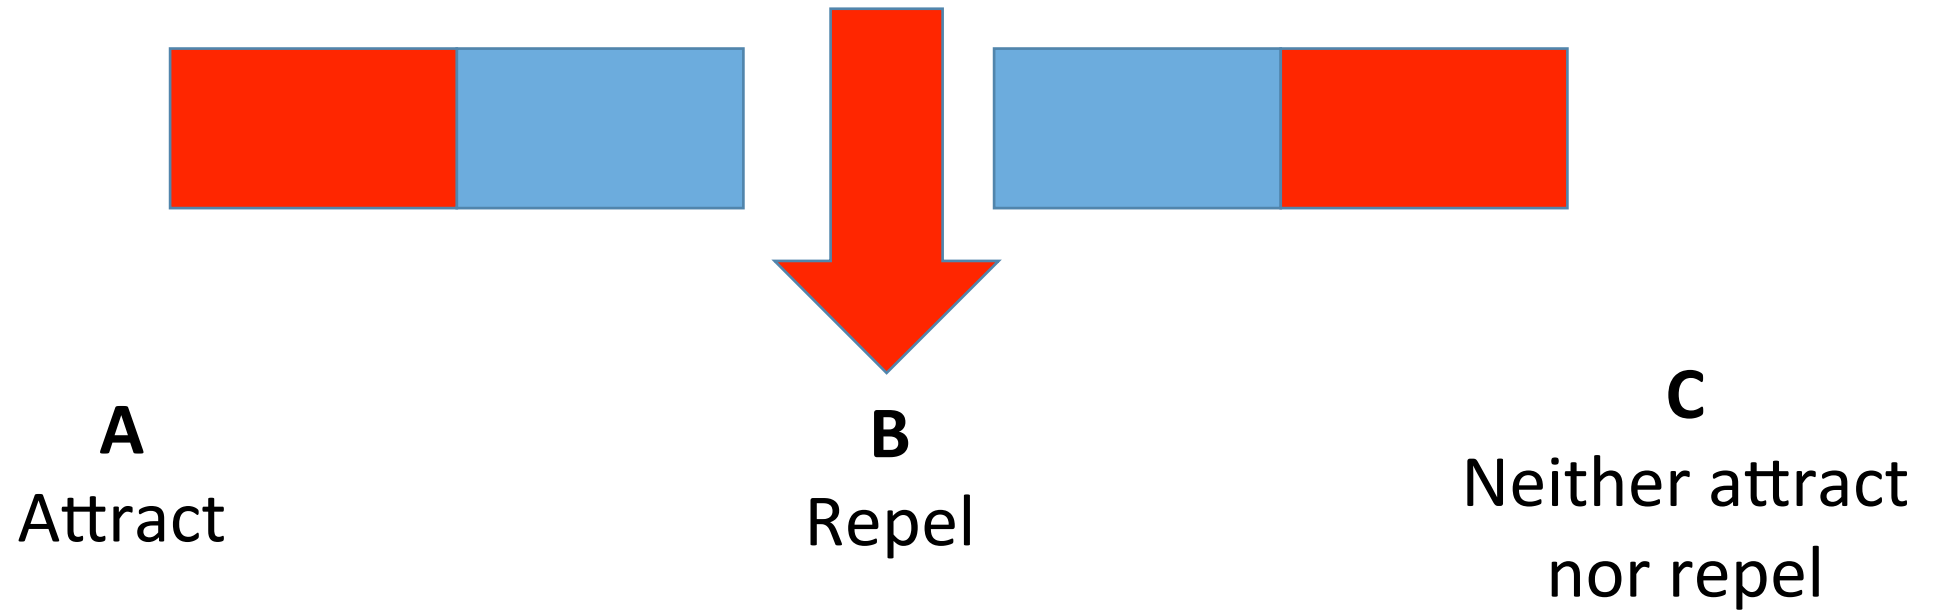 A
Attract
B
Repel
C
Neither attract
nor repel